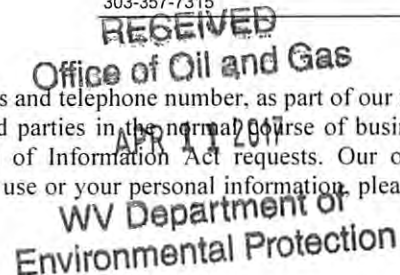 303-357-7315
RECEIVED
Office of Oil and Gas
s and telephone number, as part of our
d parties in the normal course of busi
APR 11 2017
of Information Act requests. Our o
use or your personal information, plea
WV Department of
Environmental Protection